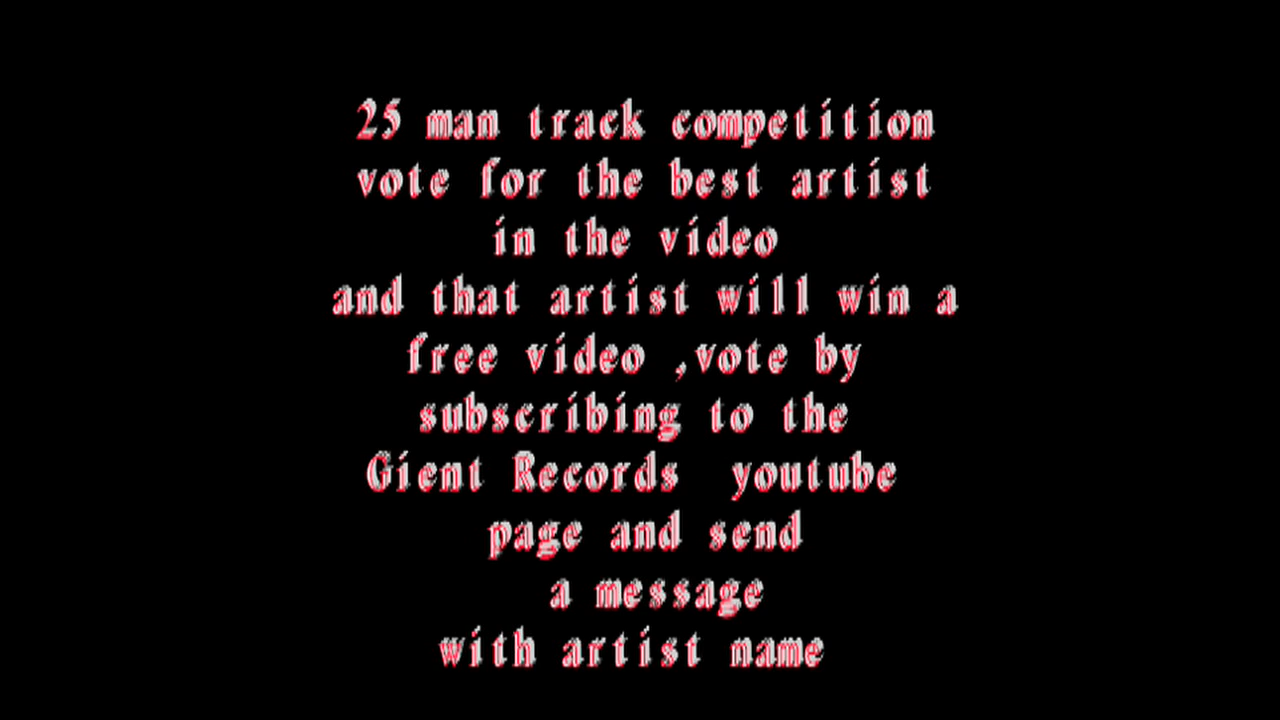 25 man track competition
vote for the best artist
in the video
and that artist will win a
free video ,vote by
subscribing to the
Gient Records youtube
page and send
a message
with artist name